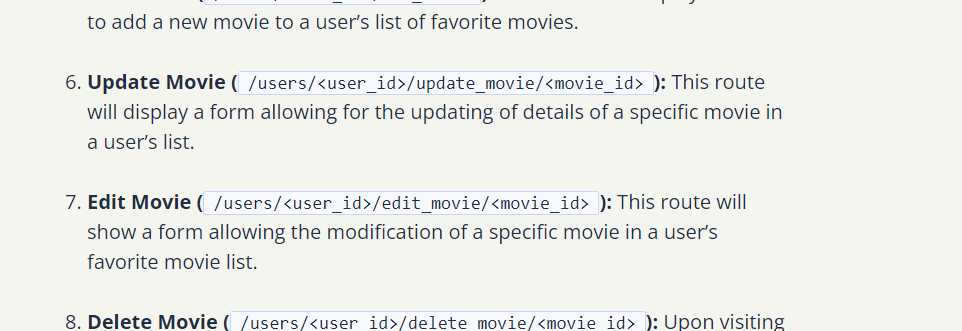 to add a new movie to a user’s list of favorite movies.
6. Update Movie ( /users/<user_id>/update_movie/<movie_id> ): This route
will display a form allowing for the updating of details of a specific movie in
a user’s list.
7. Edit Movie ( /users/<user_id>/edit_movie/<movie_id> ): This route will
show a form allowing the modification of a specific movie in a user’s
favorite movie list.
8. Delete Movie ( /users/<user_id>/delete_movie/<movie_id> ): Upon visiting